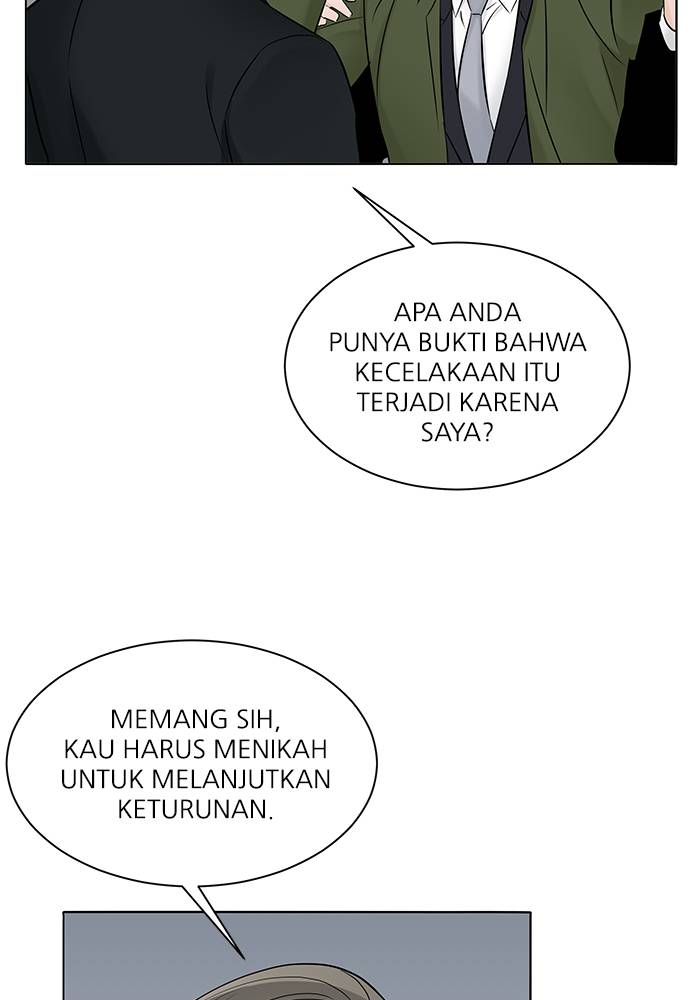 APA ANDA
PUNYA BUKTI BAHWA
KECELAKAAN ITU
TERJADI KARENA
SAYA?
MEMANG SIH,
KAU HARUS MENIKAH
UNTUK MELANJUTKAN
KETURUNAN.